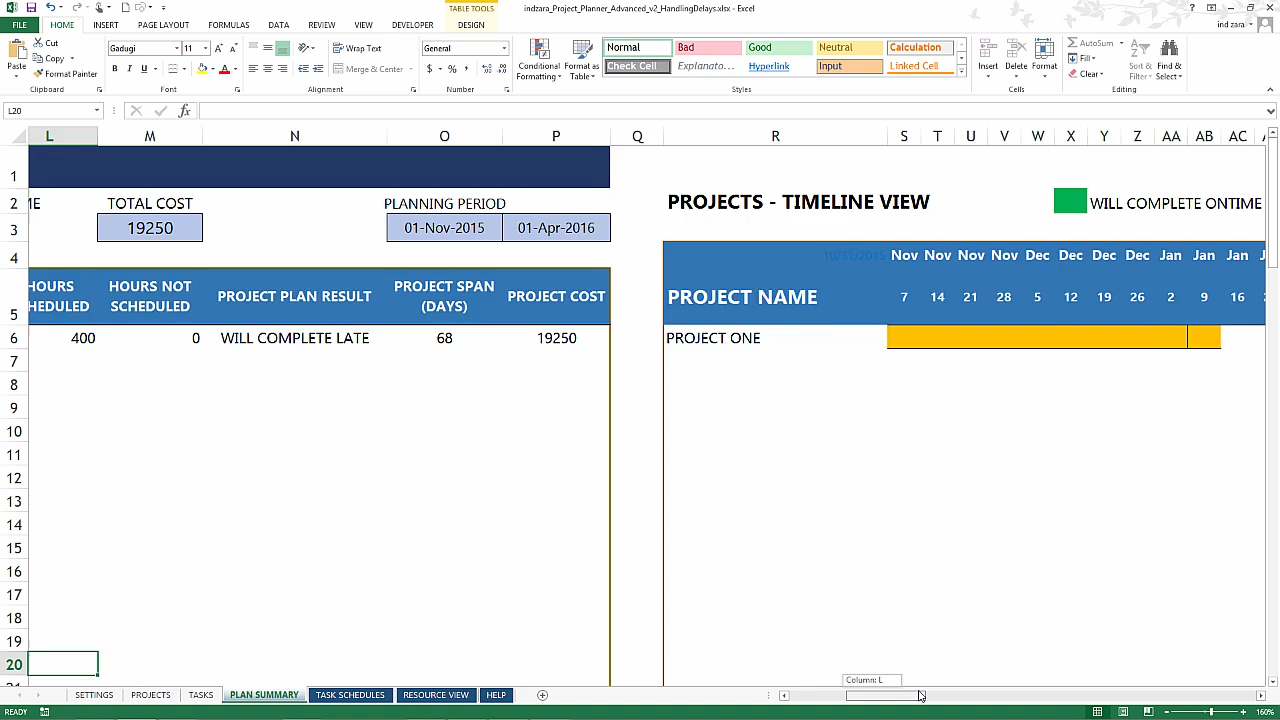 TABLE TOOLS
indzara_Project_Planner_Advanced_v2_HandlingDelays.xlsx - Excel
FILE HOME INSERT PAGE LAYOUT FORMULAS DATA REVIEW VIEW DEVELOPER DESIGN ind zara
Paste Cut Copy Format Painter
Clipboard
Gadugi 11
Font
Wrap Text
Merge & Center
Alignment
General
Number
Conditional Formatting Format as Table
Normal Bad Good Neutral Calculation
Check Cell Explanato... Hyperlink Input Linked Cell
Styles
Insert Delete Format
Cells
AutoSum
Fill
Clear
Sort & Filter Find & Select
Editing
L20
L M N O P Q R S T U V W X Y Z AA AB AC
1
2 TOTAL COST PLANNING PERIOD PROJECTS - TIMELINE VIEW WILL COMPLETE ONTIME
3 19250 01-Nov-2015 01-Apr-2016
4 10/31/2015 Nov Nov Nov Nov Dec Dec Dec Dec Jan Jan Jan
5 HOURS NOT SCHEDULED PROJECT PLAN RESULT PROJECT SPAN (DAYS) PROJECT COST PROJECT NAME 7 14 21 28 5 12 19 26 2 9 16
6 400 0 WILL COMPLETE LATE 68 19250 PROJECT ONE
7
8
9
10
11
12
13
14
15
16
17
18
19
20
Column: L
SETTINGS PROJECTS TASKS PLAN SUMMARY TASK SCHEDULES RESOURCE VIEW HELP
READY 160%